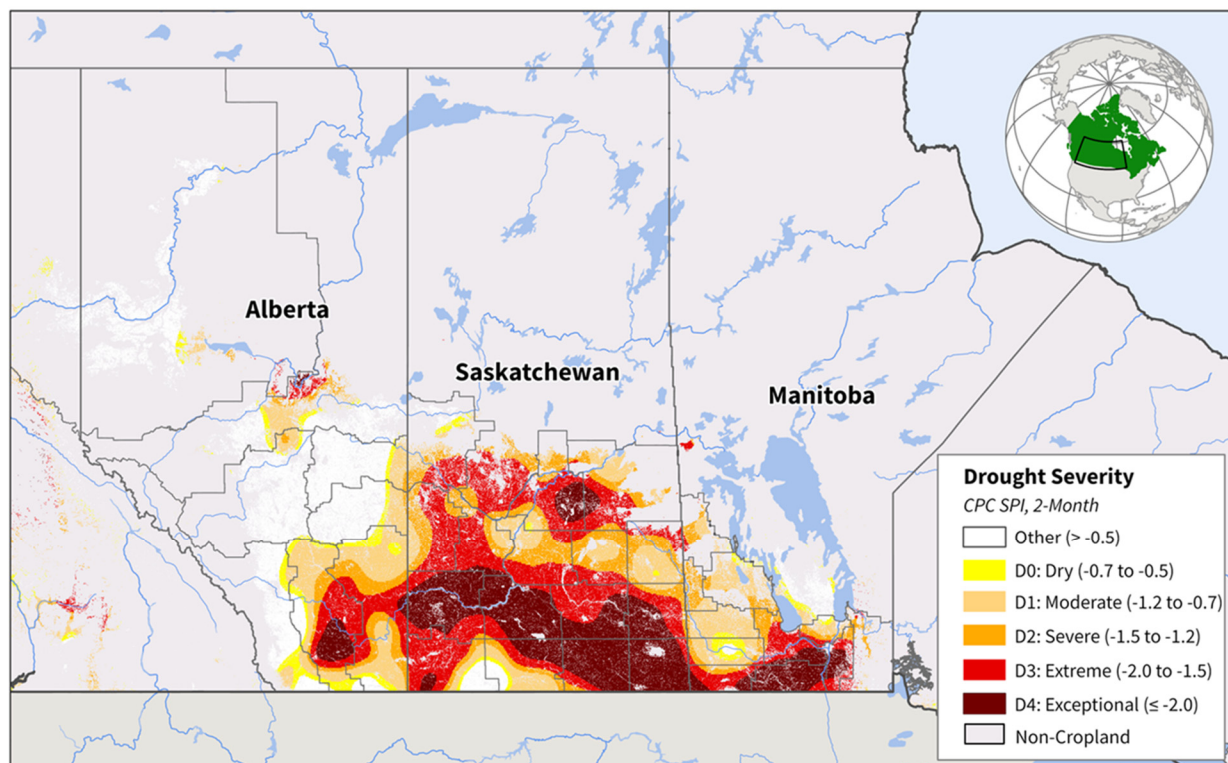 Alberta
Saskatchewan
Manitoba
Drought Severity
CPC SPI, 2-Month
Other (> -0.5)
D0: Dry (-0.7 to -0.5)
D1: Moderate (-1.2 to -0.7)
D2: Severe (-1.5 to -1.2)
D3: Extreme (-2.0 to -1.5)
D4: Exceptional (≤ -2.0)
Non-Cropland